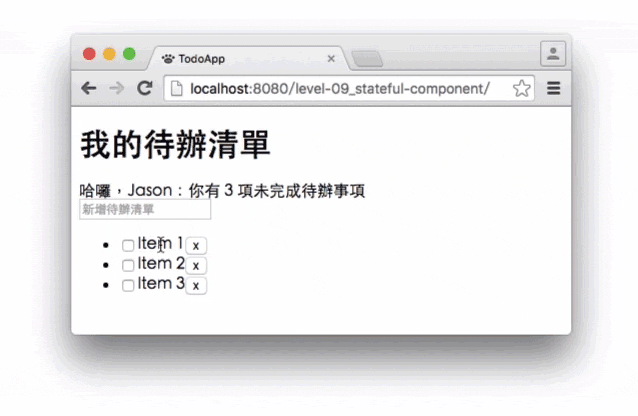 TodoApp
localhost:8080/level-09_stateful-component/
我的待辦清單
哈囉，Jason：你有 3 項未完成待辦事項
新增待辦清單
Item 1 x
Item 2 x
Item 3 x